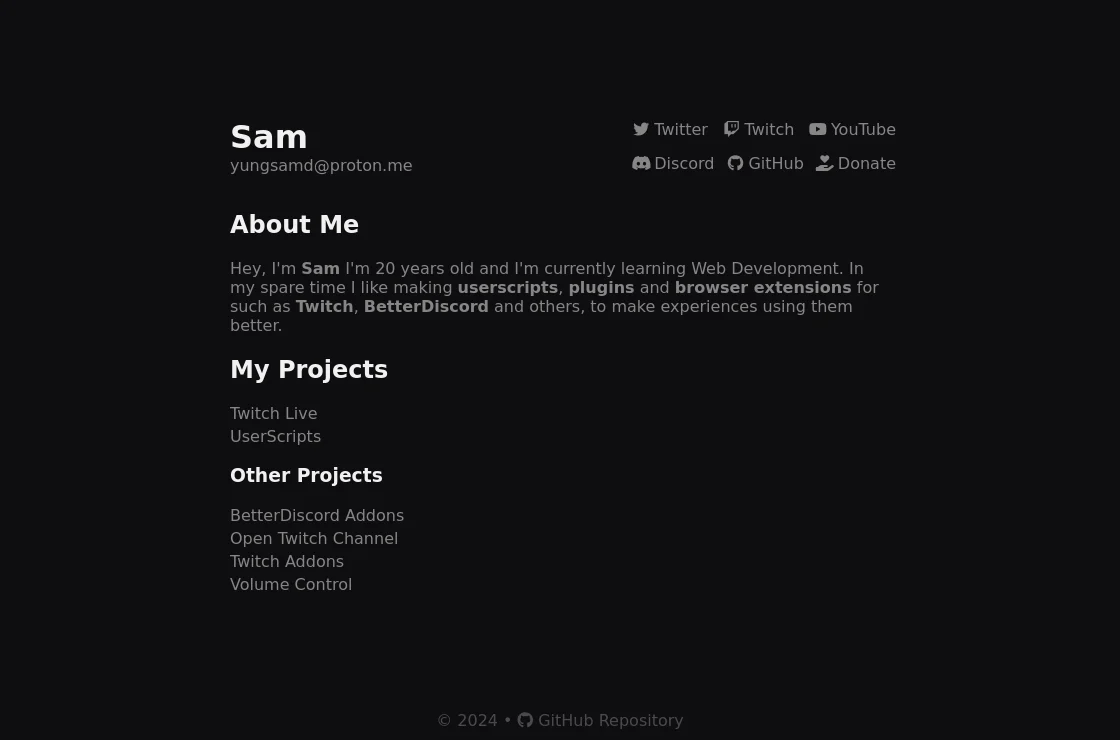 Sam
yungsamd@proton.me
Twitter Twitch YouTube
Discord GitHub Donate
About Me
Hey, I'm Sam I'm 20 years old and I'm currently learning Web Development. In
my spare time I like making userscripts, plugins and browser extensions for
such as Twitch, BetterDiscord and others, to make experiences using them
better.
My Projects
Twitch Live
UserScripts
Other Projects
BetterDiscord Addons
Open Twitch Channel
Twitch Addons
Volume Control
© 2024 • GitHub Repository